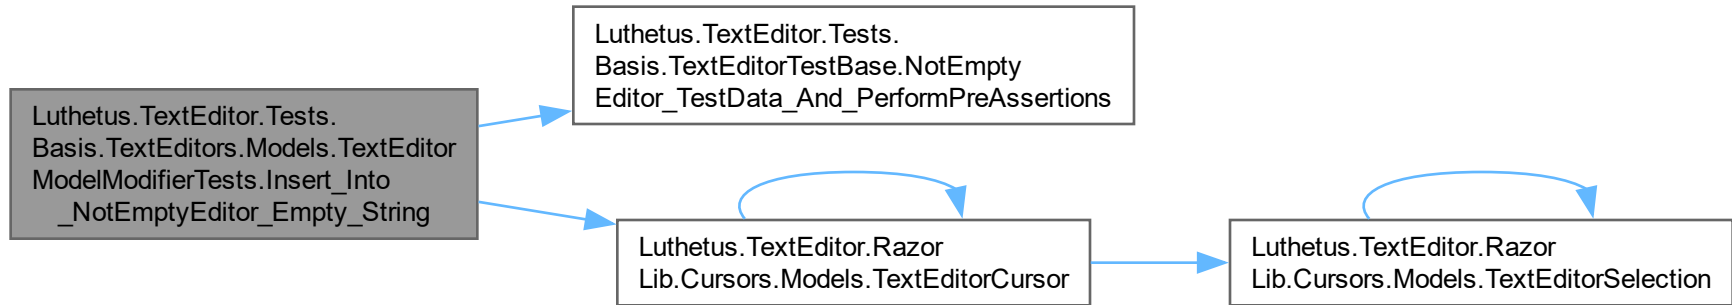 Luthetus.TextEditor.Tests.
Basis.TextEditors.Models.TextEditor
ModelModifierTests.Insert_Into
_NotEmptyEditor_Empty_String
Luthetus.TextEditor.Tests.
Basis.TextEditorTestBase.NotEmpty
Editor_TestData_And_PerformPreAssertions
Luthetus.TextEditor.Razor
Lib.Cursors.Models.TextEditorCursor
Luthetus.TextEditor.Razor
Lib.Cursors.Models.TextEditorSelection